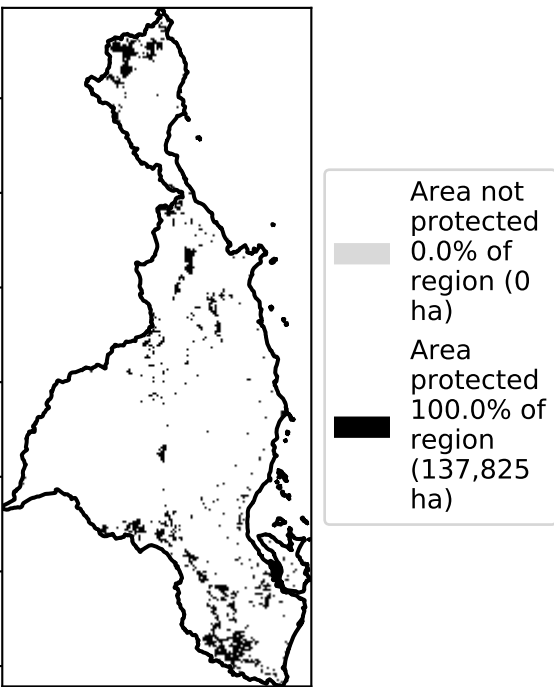 Area not
protected
0.0% of
region (0
ha)
Area
protected
100.0% of
region
(137,825
ha)